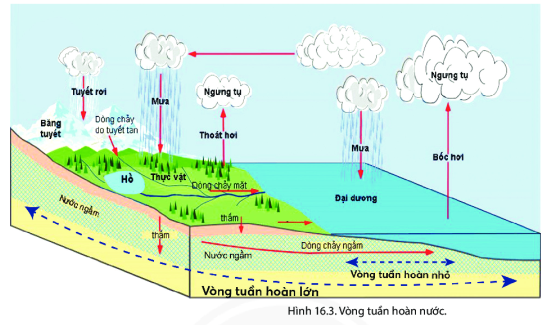 Ngưng tụ
Tuyết rơi
Mưa
Ngưng tụ
Băng
tuyết
Dòng chảy
do tuyết tan
Thoát hơi
Mưa
Bốc hơi
Hồ
Thực vật
Dòng chảy mặt
Đại dương
Nước ngầm
thấm
thấm
Nước ngầm
Dòng chảy ngầm
Vòng tuần hoàn nhỏ
Vòng tuần hoàn lớn
Hình 16.3. Vòng tuần hoàn nước.